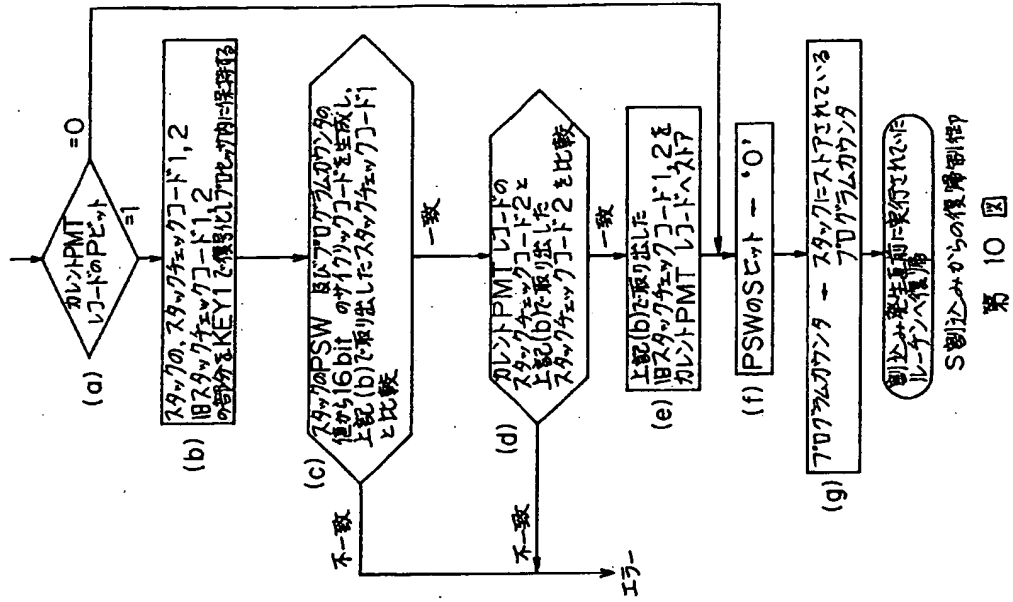 カレントPMT
レコードのPビット
=0
=1
(a)
スタックの、スタックチェックコード1, 2
旧スタックチェックコード1, 2
の部分をKEY1で復号化しプロセッサ内に保持する
(b)
スタックのPSW 及びプログラムカウンタの
値から16bit のサイクリックコードを生成し、
上記(b)で取り出したスタックチェックコード1
と比較
(c)
不一致
一致
カレントPMT レコードの
スタックチェックコード2と
上記(b)で取り出した
スタックチェックコード2を比較
(d)
不一致
一致
エラー
上記(b)で取り出した
旧スタックチェックコード1, 2を
カレントPMT レコードへストア
(e)
PSWのSビット ← '0'
(f)
プログラムカウンタ ← スタックにストアされている
プログラムカウンタ
(g)
割込み発生直前に実行されていた
ルーチンへ復帰
S割込みからの復帰制御
第 10 図